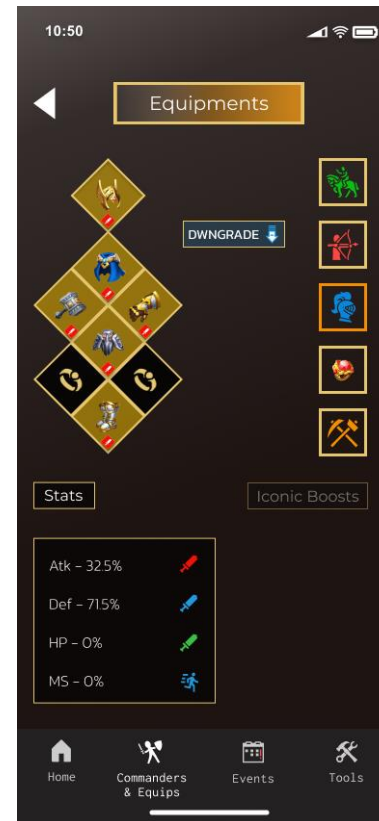 10:50
Equipments
DWNGRADE
Stats
Iconic Boosts
Atk - 32.5%
Def - 71.5%
HP - 0%
MS - 0%
Home
Commanders
& Equips
Events
Tools